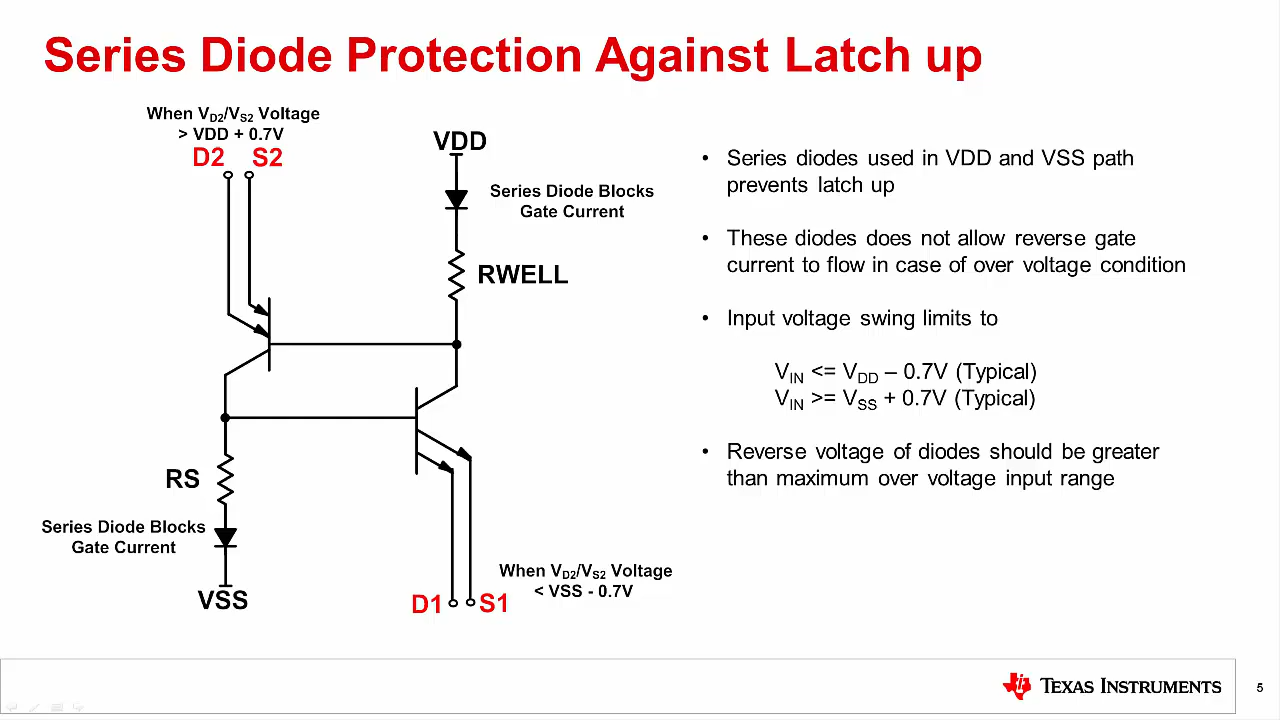 Series Diode Protection Against Latch up
When VD2/VS2 Voltage
> VDD + 0.7V
D2 S2
VDD
Series Diode Blocks
Gate Current
RWELL
RS
Series Diode Blocks
Gate Current
VSS
When VD2/VS2 Voltage
< VSS - 0.7V
D1 S1
• Series diodes used in VDD and VSS path
prevents latch up
• These diodes does not allow reverse gate
current to flow in case of over voltage condition
• Input voltage swing limits to
VIN <= VDD – 0.7V (Typical)
VIN >= VSS + 0.7V (Typical)
• Reverse voltage of diodes should be greater
than maximum over voltage input range
TEXAS INSTRUMENTS
5